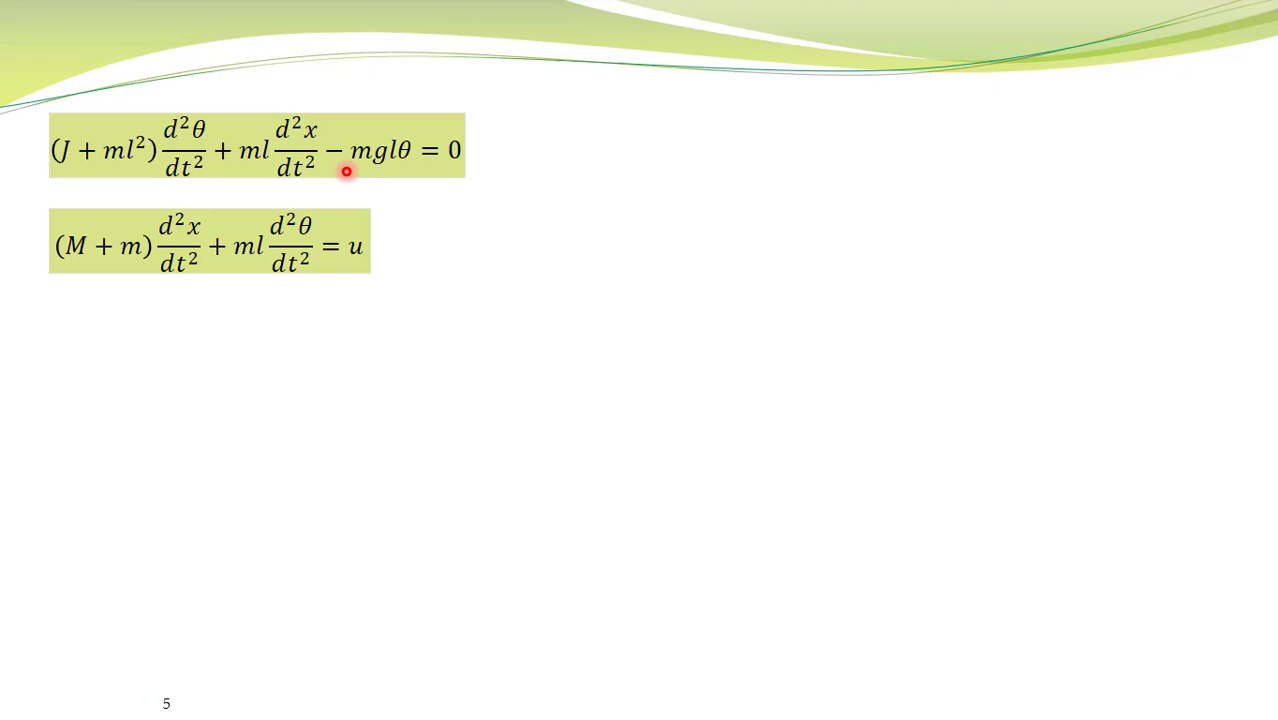 (J + ml²) d²θ/dt² + ml d²x/dt² − mglθ = 0
(M + m) d²x/dt² + ml d²θ/dt² = u
5